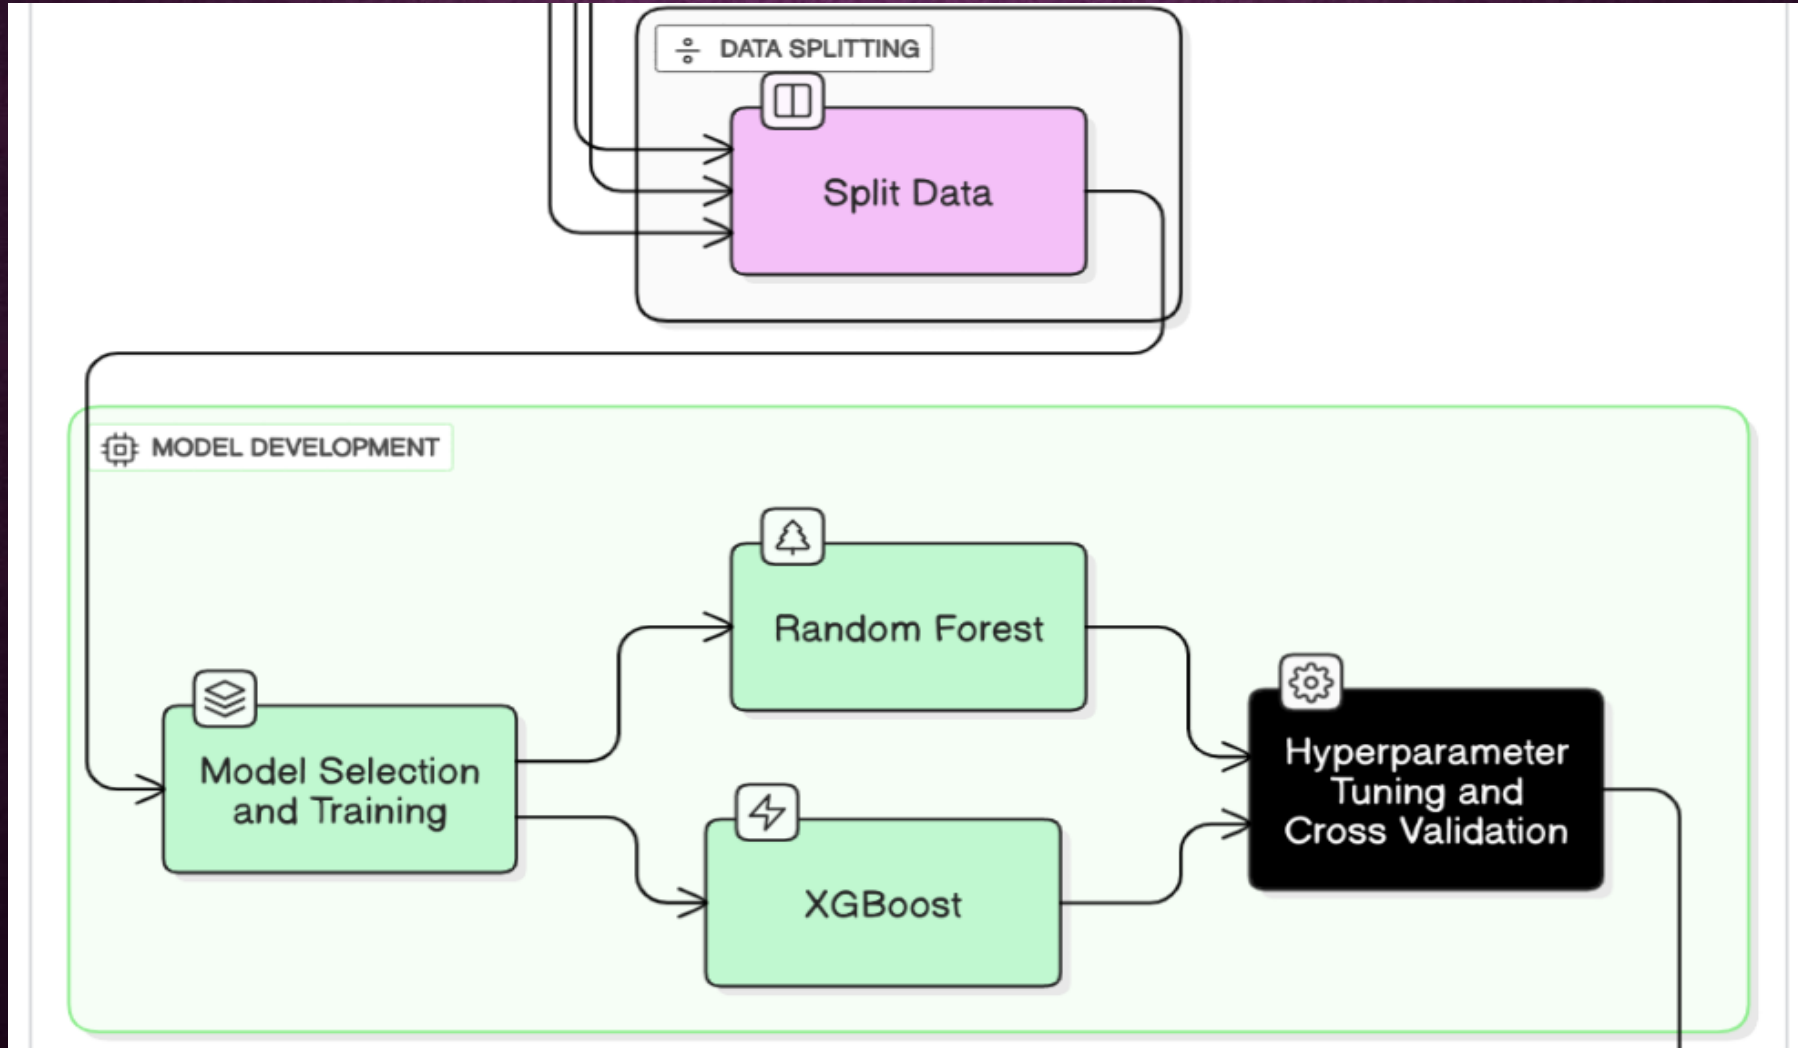 DATA SPLITTING
Split Data
MODEL DEVELOPMENT
Random Forest
Model Selection
and Training
XGBoost
Hyperparameter
Tuning and
Cross Validation